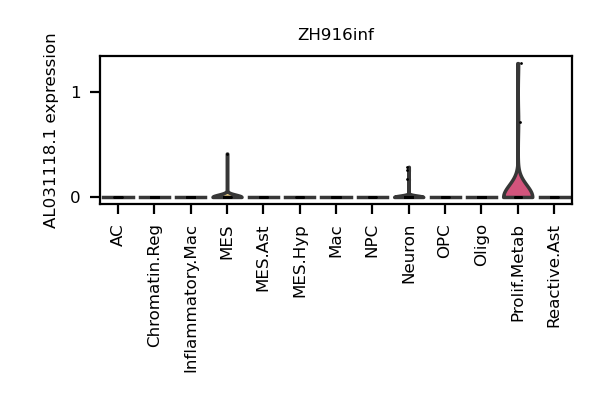 ZH916inf
AL031118.1 expression
1
0
AC
Chromatin.Reg
Inflammatory.Mac
MES
MES.Ast
MES.Hyp
Mac
NPC
Neuron
OPC
Oligo
Prolif.Metab
Reactive.Ast